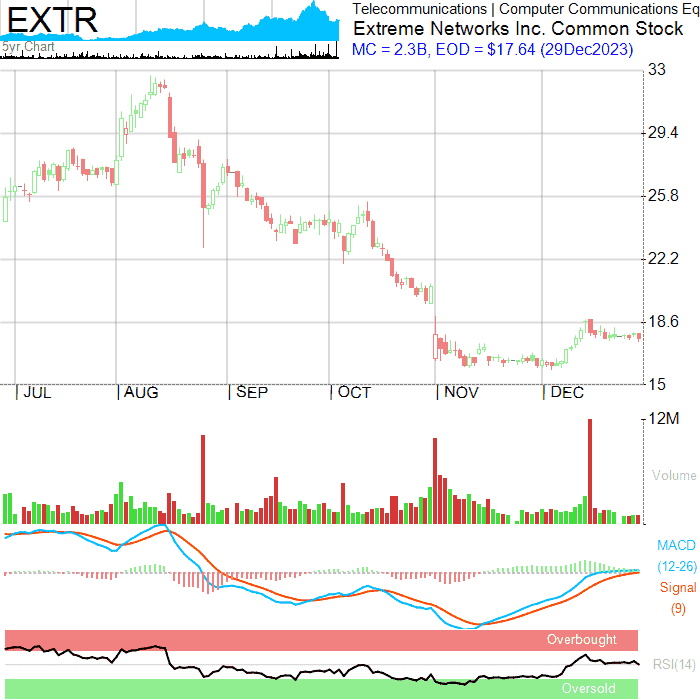 EXTR
5yr Chart
Telecommunications | Computer Communications Eq
Extreme Networks Inc. Common Stock
MC = 2.3B, EOD = $17.64 (29Dec2023)
33
29.4
25.8
22.2
18.6
15
JUL AUG SEP OCT NOV DEC
12M
Volume
MACD
(12-26)
Signal
(9)
Overbought
RSI(14)
Oversold